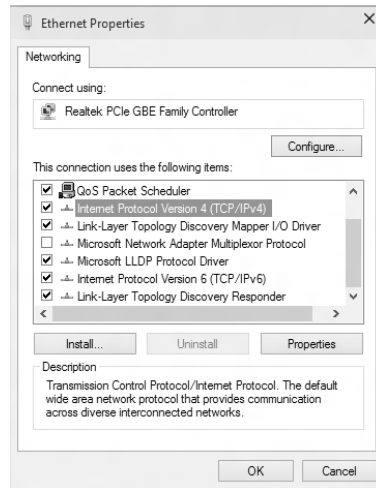 Ethernet Properties
Networking
Connect using:
Realtek PCIe GBE Family Controller
Configure...
This connection uses the following items:
QoS Packet Scheduler
Internet Protocol Version 4 (TCP/IPv4)
Link-Layer Topology Discovery Mapper I/O Driver
Microsoft Network Adapter Multiplexor Protocol
Microsoft LLDP Protocol Driver
Internet Protocol Version 6 (TCP/IPv6)
Link-Layer Topology Discovery Responder
Install... Uninstall Properties
Description
Transmission Control Protocol/Internet Protocol. The default
wide area network protocol that provides communication
across diverse interconnected networks.
OK Cancel